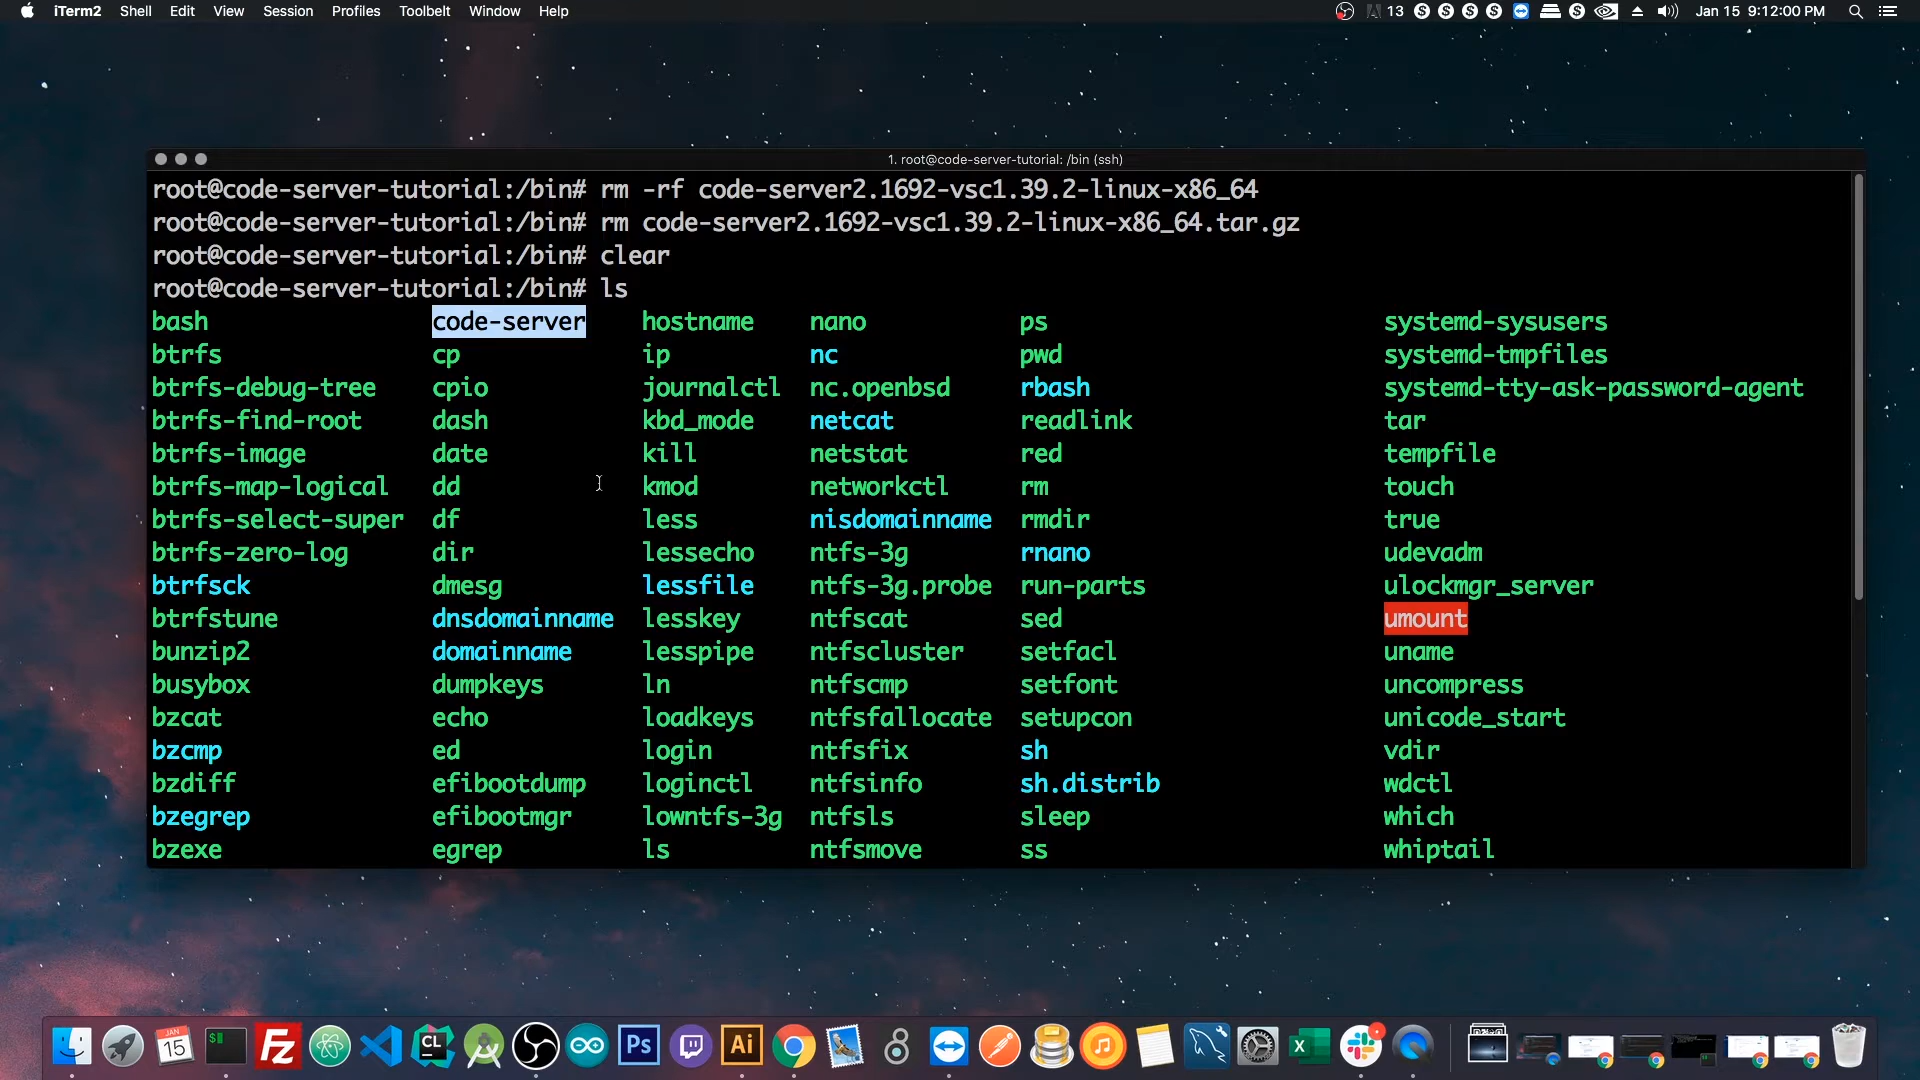 iTerm2 Shell Edit View Session Profiles Toolbelt Window Help 13 Jan 15 9:12:00 PM
1. root@code-server-tutorial: /bin (ssh)
root@code-server-tutorial:/bin# rm -rf code-server2.1692-vsc1.39.2-linux-x86_64
root@code-server-tutorial:/bin# rm code-server2.1692-vsc1.39.2-linux-x86_64.tar.gz
root@code-server-tutorial:/bin# clear
root@code-server-tutorial:/bin# ls
bash code-server hostname nano ps systemd-sysusers
btrfs cp ip nc pwd systemd-tmpfiles
btrfs-debug-tree cpio journalctl nc.openbsd rbash systemd-tty-ask-password-agent
btrfs-find-root dash kbd_mode netcat readlink tar
btrfs-image date kill netstat red tempfile
btrfs-map-logical dd kmod networkctl rm touch
btrfs-select-super df less nisdomainname rmdir true
btrfs-zero-log dir lessecho ntfs-3g rnano udevadm
btrfsck dmesg lessfile ntfs-3g.probe run-parts ulockmgr_server
btrfstune dnsdomainname lesskey ntfscat sed umount
bunzip2 domainname lesspipe ntfscluster setfacl uname
busybox dumpkeys ln ntfscmp setfont uncompress
bzcat echo loadkeys ntfsfallocate setupcon unicode_start
bzcmp ed login ntfsfix sh vdir
bzdiff efibootdump loginctl ntfsinfo sh.distrib wdctl
bzegrep efibootmgr lowntfs-3g ntfsls sleep which
bzexe egrep ls ntfsmove ss whiptail
JAN
15 $ Fz CL Ps Ai X